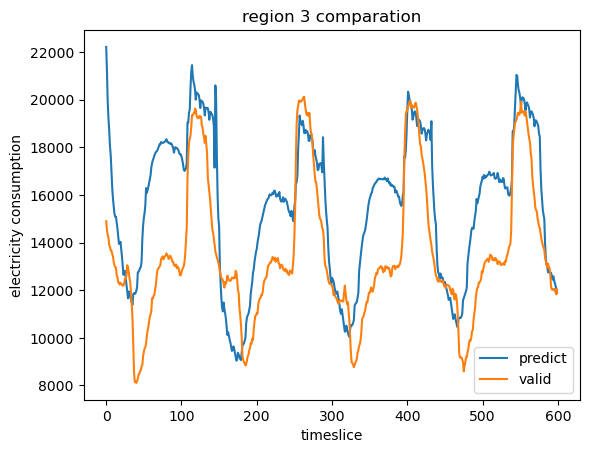 region 3 comparation
electricity consumption
22000
20000
18000
16000
14000
12000
10000
8000
0 100 200 300 400 500 600
timeslice
predict
valid